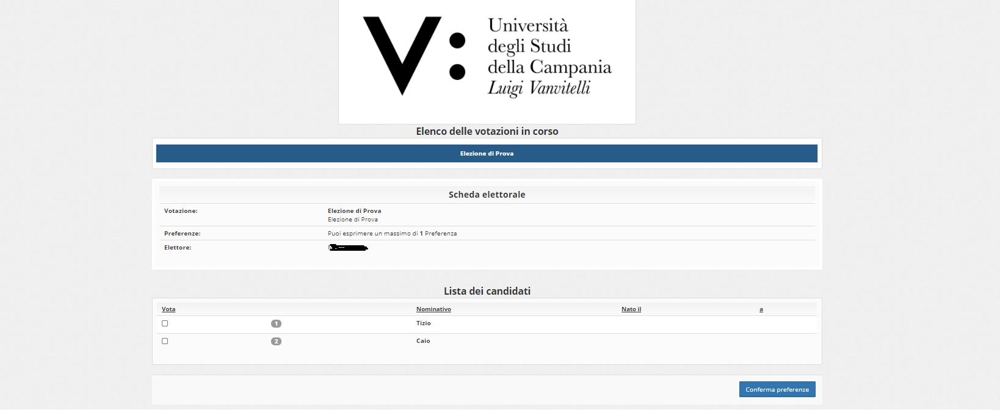 V:
Università
degli Studi
della Campania
Luigi Vanvitelli
Elenco delle votazioni in corso
Elezione di Prova
Scheda elettorale
Votazione: Elezione di Prova
Elezione di Prova
Preferenze: Puoi esprimere un massimo di 1 Preferenza
Elettore:
Lista dei candidati
Vota Nominativo Nato il a
1 Tizio
2 Caio
Conferma preferenze